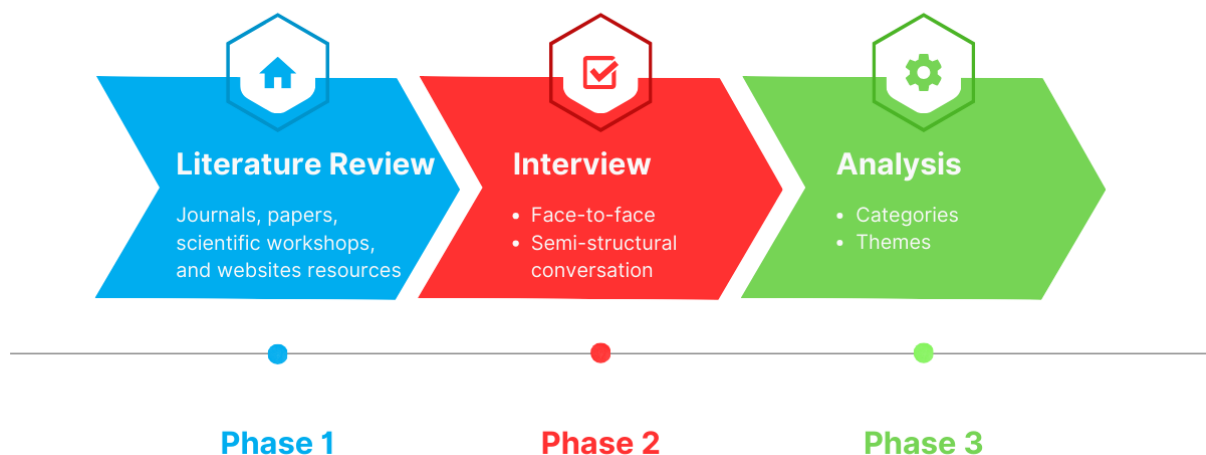 Literature Review
Journals, papers,
scientific workshops,
and websites resources
Interview
• Face-to-face
• Semi-structural
conversation
Analysis
• Categories
• Themes
Phase 1
Phase 2
Phase 3